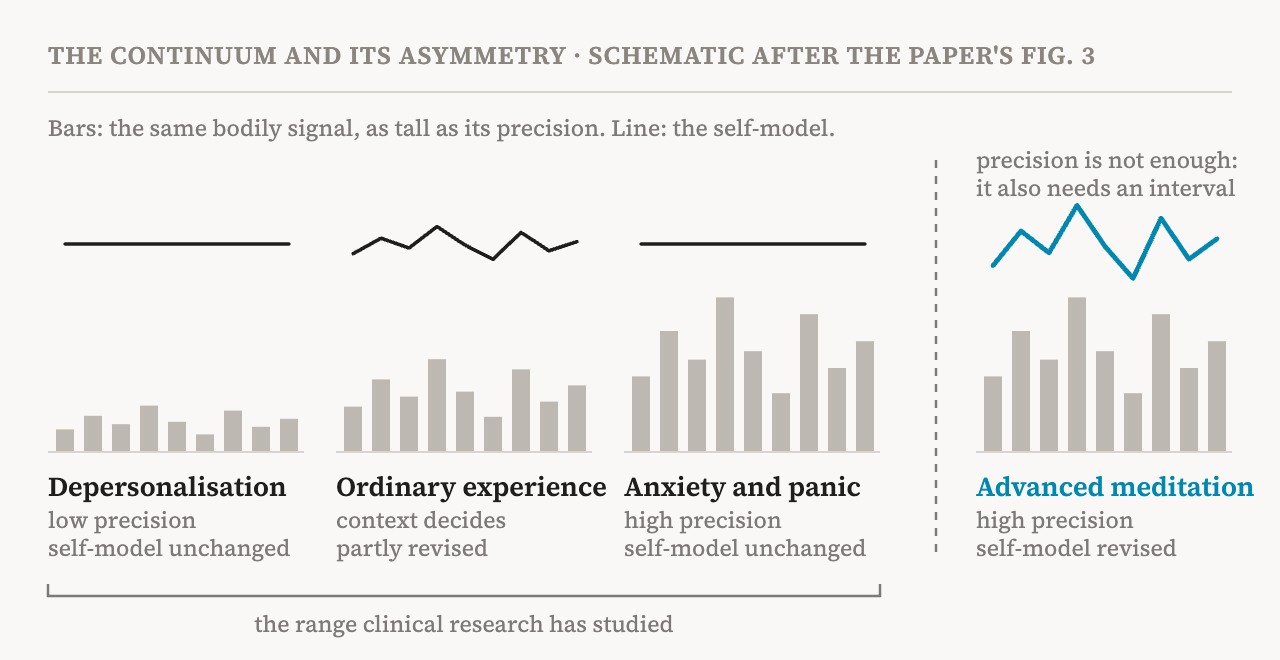 THE CONTINUUM AND ITS ASYMMETRY · SCHEMATIC AFTER THE PAPER'S FIG. 3
Bars: the same bodily signal, as tall as its precision. Line: the self-model.
precision is not enough:
it also needs an interval
Depersonalisation
low precision
self-model unchanged
Ordinary experience
context decides
partly revised
Anxiety and panic
high precision
self-model unchanged
Advanced meditation
high precision
self-model revised
the range clinical research has studied